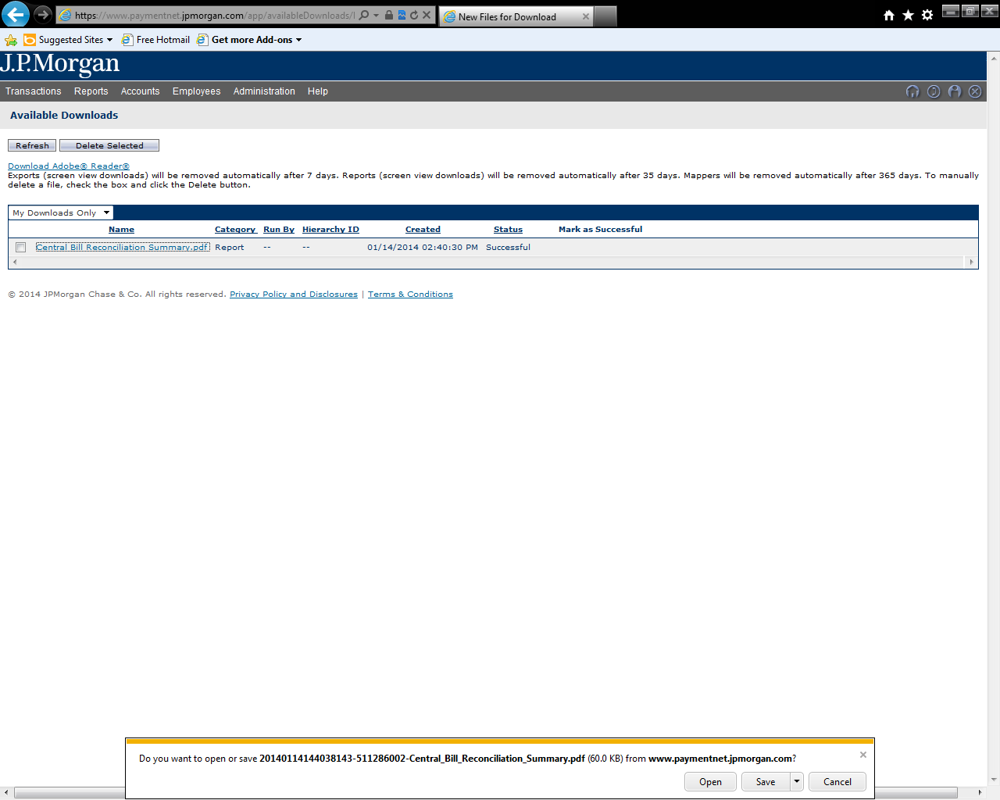 https://www.paymentnet.jpmorgan.com/app/availableDownloads/
New Files for Download
Suggested Sites
Free Hotmail
Get more Add-ons
J.P.Morgan
Transactions Reports Accounts Employees Administration Help
Available Downloads
Refresh Delete Selected
Download Adobe® Reader®
Exports (screen view downloads) will be removed automatically after 7 days. Reports (screen view downloads) will be removed automatically after 35 days. Mappers will be removed automatically after 365 days. To manually
delete a file, check the box and click the Delete button.
My Downloads Only
Name Category Run By Hierarchy ID Created Status Mark as Successful
Central Bill Reconciliation Summary.pdf Report -- -- 01/14/2014 02:40:30 PM Successful
© 2014 JPMorgan Chase & Co. All rights reserved. Privacy Policy and Disclosures | Terms & Conditions
Do you want to open or save 20140114144038143-511286002-Central_Bill_Reconciliation_Summary.pdf (60.0 KB) from www.paymentnet.jpmorgan.com?
Open Save Cancel